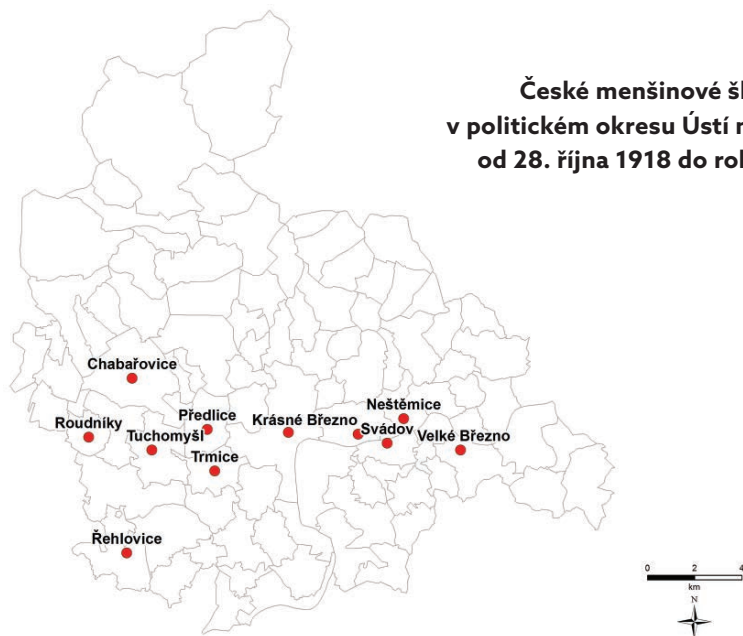 České menšinové
v politickém okresu Ústí
od 28. října 1918 do
Chabařovice
Neštěmice
Roudníky
Předlice
Krásné Březno
Svádov
Velké Březno
Tuchomyšl
Trmice
Řehlovice
0 2 4
km
N